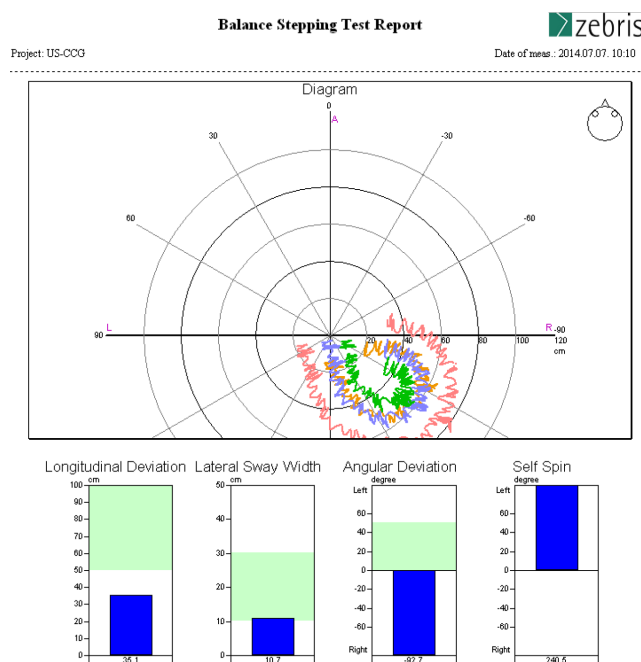 Balance Stepping Test Report
zebris
Project: US-CCG
Date of meas.: 2014.07.07. 10:10
Diagram
0
A
30
-30
60
-60
90 L
R -90
20 40 60 80 100 120
cm
Longitudinal Deviation
Lateral Sway Width
Angular Deviation
Self Spin
cm
100
90
80
70
60
50
40
30
20
10
0
35.1
cm
50
40
30
20
10
0
10.7
degree
Left
60
40
20
0
-20
-40
-60
Right
-92.7
degree
Left
60
40
20
0
-20
-40
-60
Right
240.5